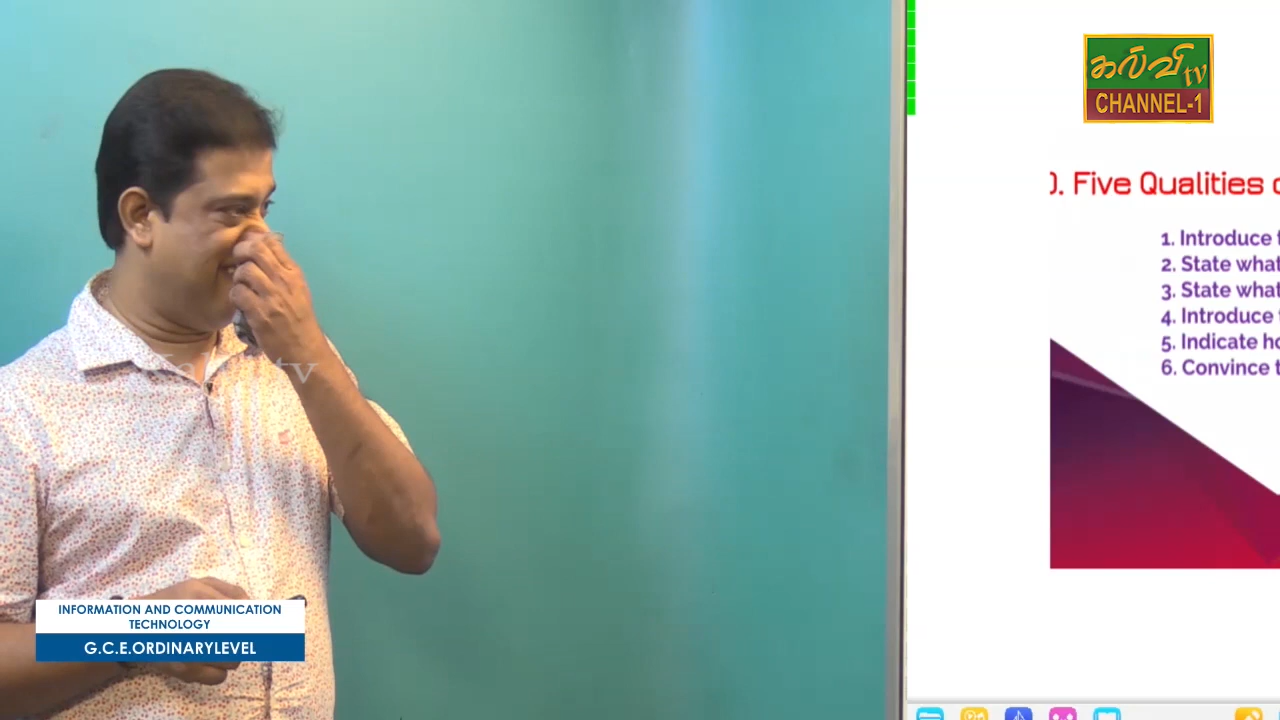 கல்வி tv
CHANNEL-1
. Five Qualities
1. Introduce
2. State what
3. State what
4. Introduce
5. Indicate
6. Convince
tv
INFORMATION AND COMMUNICATION
TECHNOLOGY
G.C.E.ORDINARYLEVEL